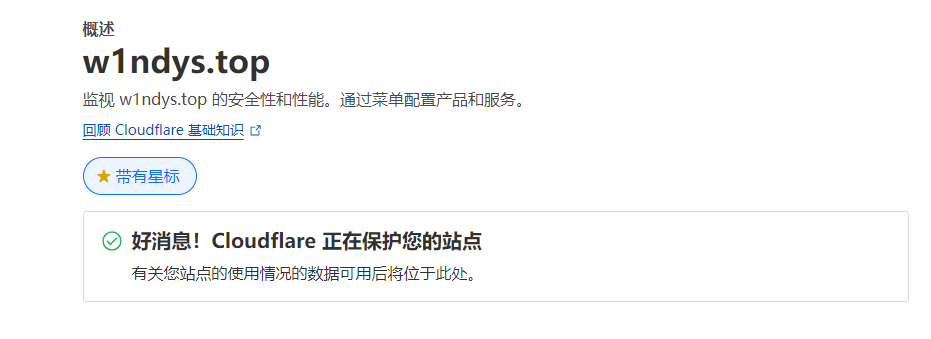 概述
w1ndys.top
监视 w1ndys.top 的安全性和性能。通过菜单配置产品和服务。
回顾 Cloudflare 基础知识
带有星标
好消息！Cloudflare 正在保护您的站点
有关您站点的使用情况的数据可用后将位于此处。